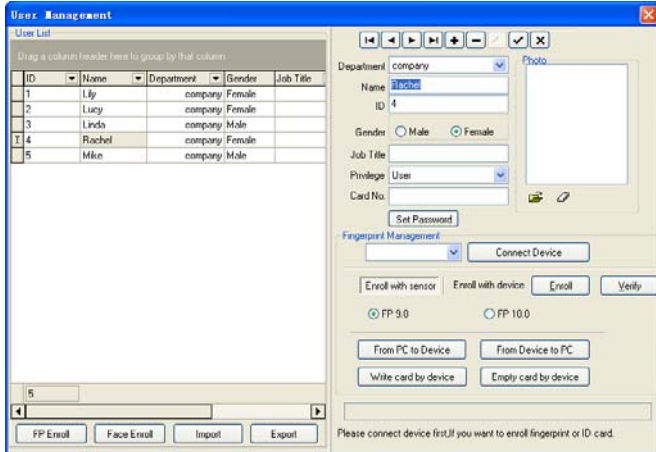 User Management
User List
Drag a column header here to group by that column
ID Name Department Gender Job Title
1 Lily company Female
2 Lucy company Female
3 Linda company Male
4 Rachel company Female
5 Mike company Male
5
FP Enroll Face Enroll Import Export
Department company
Name Rachel
ID 4
Gender Male Female
Job Title
Privilege User
Card No.
Set Password
Photo
Fingerprint Management
Connect Device
Enroll with sensor Enroll with device Enroll Verify
FP 9.0 FP 10.0
From PC to Device From Device to PC
Write card by device Empty card by device
Please connect device first,If you want to enroll fingerprint or ID card.